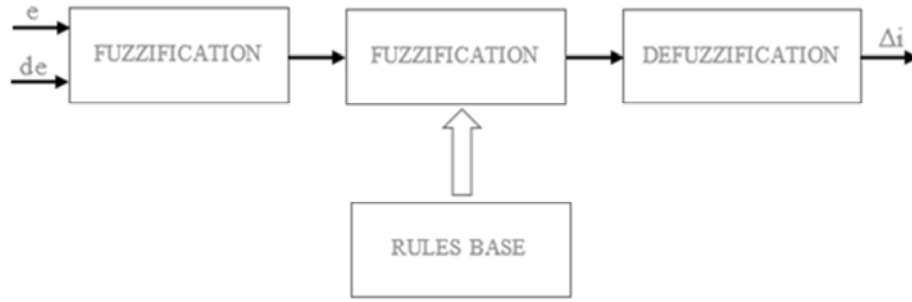 e
de
FUZZIFICATION
FUZZIFICATION
DEFUZZIFICATION
Δi
RULES BASE